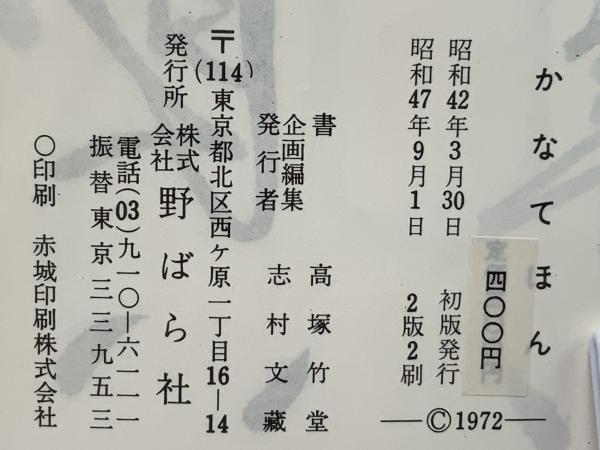 かなてほん
四〇〇円
昭和42年3月30日 初版発行
昭和47年9月1日 2版2刷
©1972
書 高塚竹堂
企画編集
発行者 志村文藏
〒(114)東京都北区西ヶ原一丁目16―14
発行所 株式会社 野ばら社
電話(03)九一〇―六一一一
振替東京三三九五三
〇印刷 赤城印刷株式会社